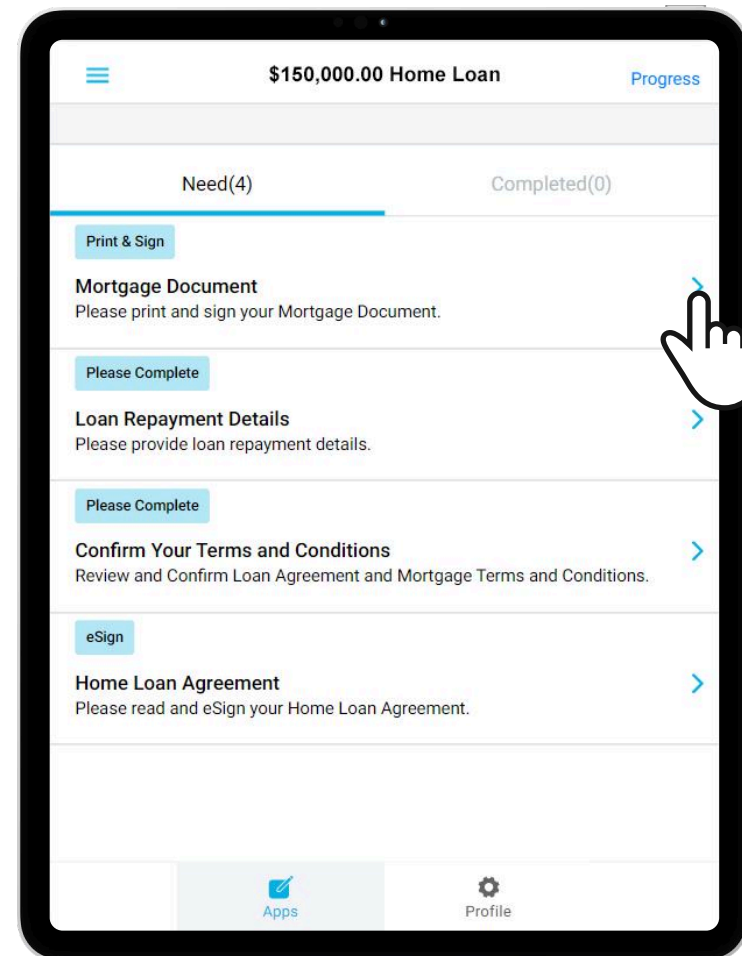 $150,000.00 Home Loan
Progress
Need(4)
Completed(0)
Print & Sign
Mortgage Document
Please print and sign your Mortgage Document.
Please Complete
Loan Repayment Details
Please provide loan repayment details.
Please Complete
Confirm Your Terms and Conditions
Review and Confirm Loan Agreement and Mortgage Terms and Conditions.
eSign
Home Loan Agreement
Please read and eSign your Home Loan Agreement.
Apps
Profile